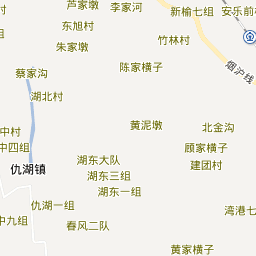 芦家墩
李家河
新榆七组
安乐前
东旭村
朱家墩
竹林村
蔡家沟
陈家横子
烟沪线
湖北村
中村
中四组
黄泥墩
北金沟
顾家横子
建团村
仇湖镇
湖东大队
湖东三组
湖东一组
仇湖一组
中九组
春风二队
湾港七
黄家横子